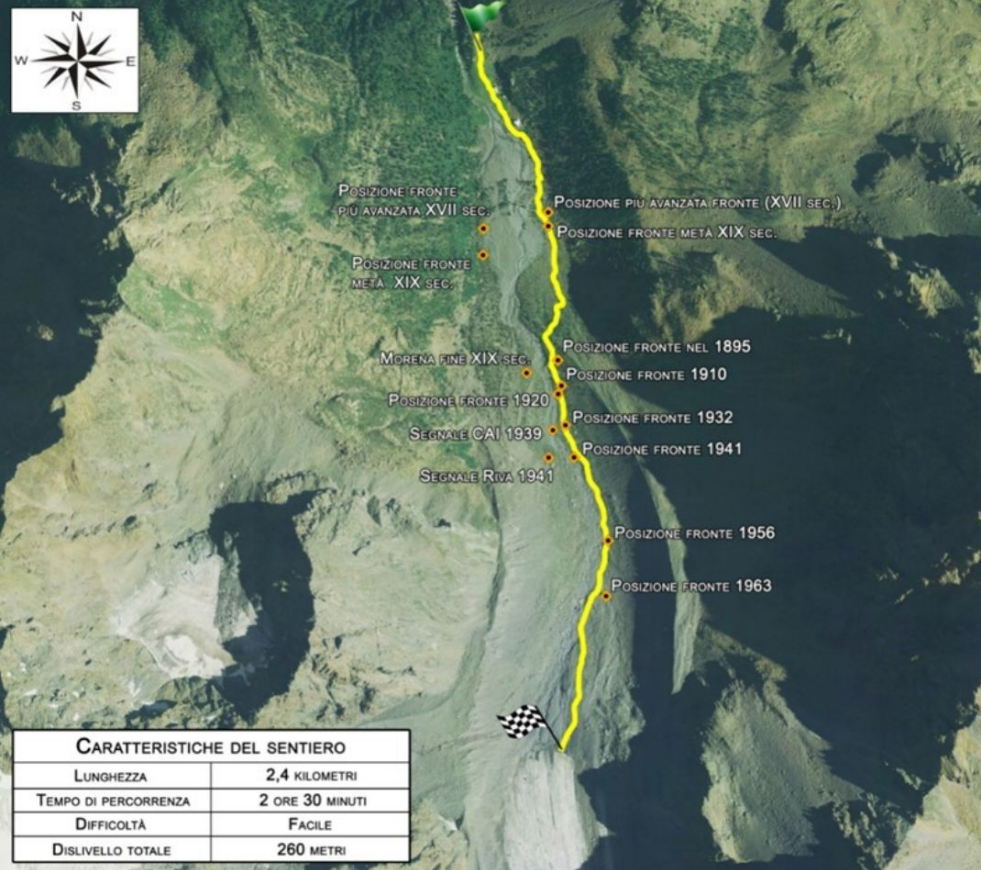 N
W E
S
Posizione fronte
più avanzata XVII sec.
Posizione più avanzata fronte (XVII sec.)
Posizione fronte metà XIX sec.
Posizione fronte
metà XIX sec.
Posizione fronte nel 1895
Morena fine XIX sec.
Posizione fronte 1910
Posizione fronte 1920
Posizione fronte 1932
Segnale CAI 1939
Posizione fronte 1941
Segnale Riva 1941
Posizione fronte 1956
Posizione fronte 1963
Caratteristiche del sentiero
Lunghezza 2,4 kilometri
Tempo di percorrenza 2 ore 30 minuti
Difficoltà Facile
Dislivello totale 260 metri